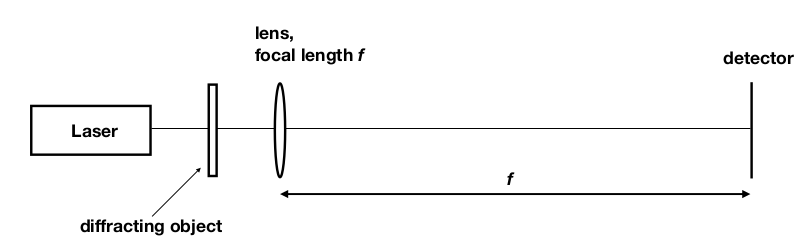 lens,
focal length f
detector
Laser
f
diffracting object